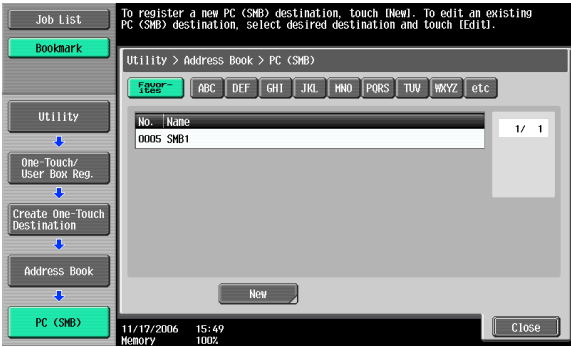 Job List
Bookmark
To register a new PC (SMB) destination, touch [New]. To edit an existing
PC (SMB) destination, select desired destination and touch [Edit].
Utility > Address Book > PC (SMB)
Favor-
ites
ABC DEF GHI JKL MNO PQRS TUV WXYZ etc
No. Name
0005 SMB1
1/ 1
Utility
One-Touch/
User Box Reg.
Create One-Touch
Destination
Address Book
PC (SMB)
New
11/17/2006 15:49
Memory 100%
Close